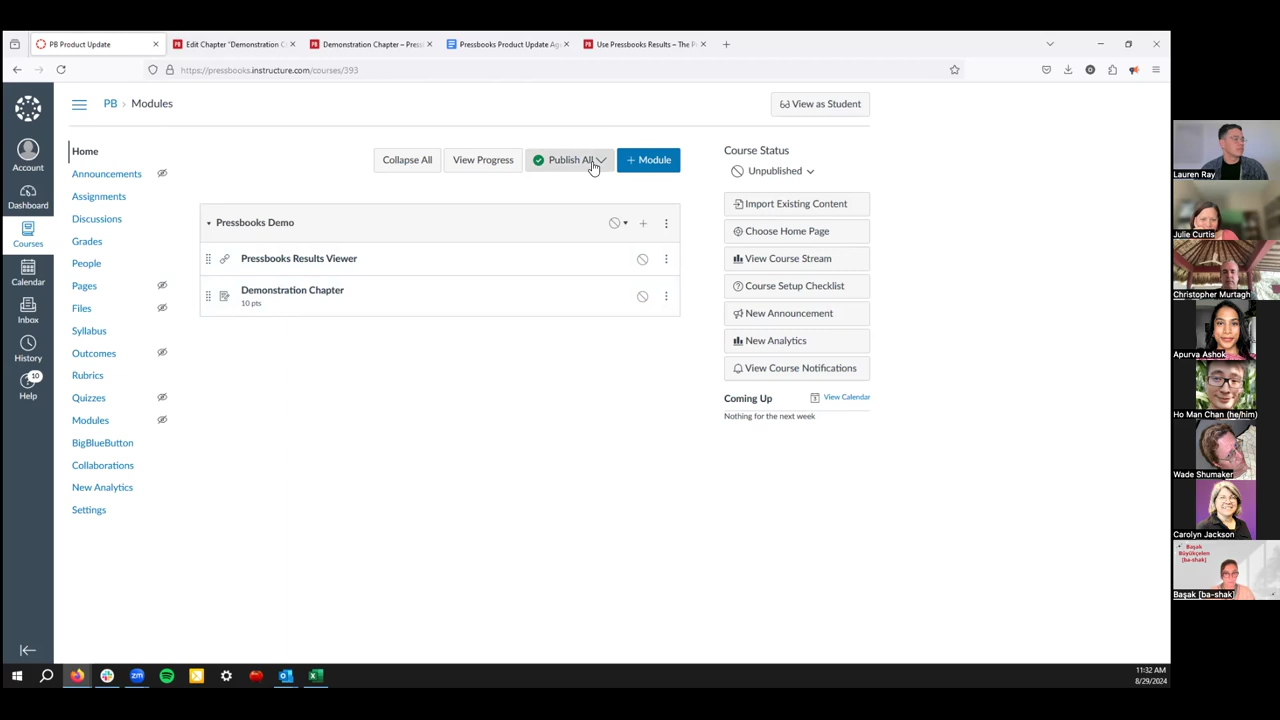 PB Product Update
Edit Chapter "Demonstration C
Demonstration Chapter – Press
Pressbooks Product Update Ag
Use Pressbooks Results – The P
https://pressbooks.instructure.com/courses/393
PB › Modules
View as Student
Account
Dashboard
Courses
Calendar
Inbox
History
10
Help
Home
Announcements
Assignments
Discussions
Grades
People
Pages
Files
Syllabus
Outcomes
Rubrics
Quizzes
Modules
BigBlueButton
Collaborations
New Analytics
Settings
Collapse All
View Progress
Publish All
+ Module
Pressbooks Demo
Pressbooks Results Viewer
Demonstration Chapter
10 pts
Course Status
Unpublished
Import Existing Content
Choose Home Page
View Course Stream
Course Setup Checklist
New Announcement
New Analytics
View Course Notifications
Coming Up
View Calendar
Nothing for the next week
Lauren Ray
Julie Curtis
Christopher Murtagh
Apurva Ashok
Ho Man Chan (he/him)
Wade Shumaker
Carolyn Jackson
Başak
Büyükçelen
[ba-shak]
Başak [ba-shak]
11:32 AM
8/29/2024